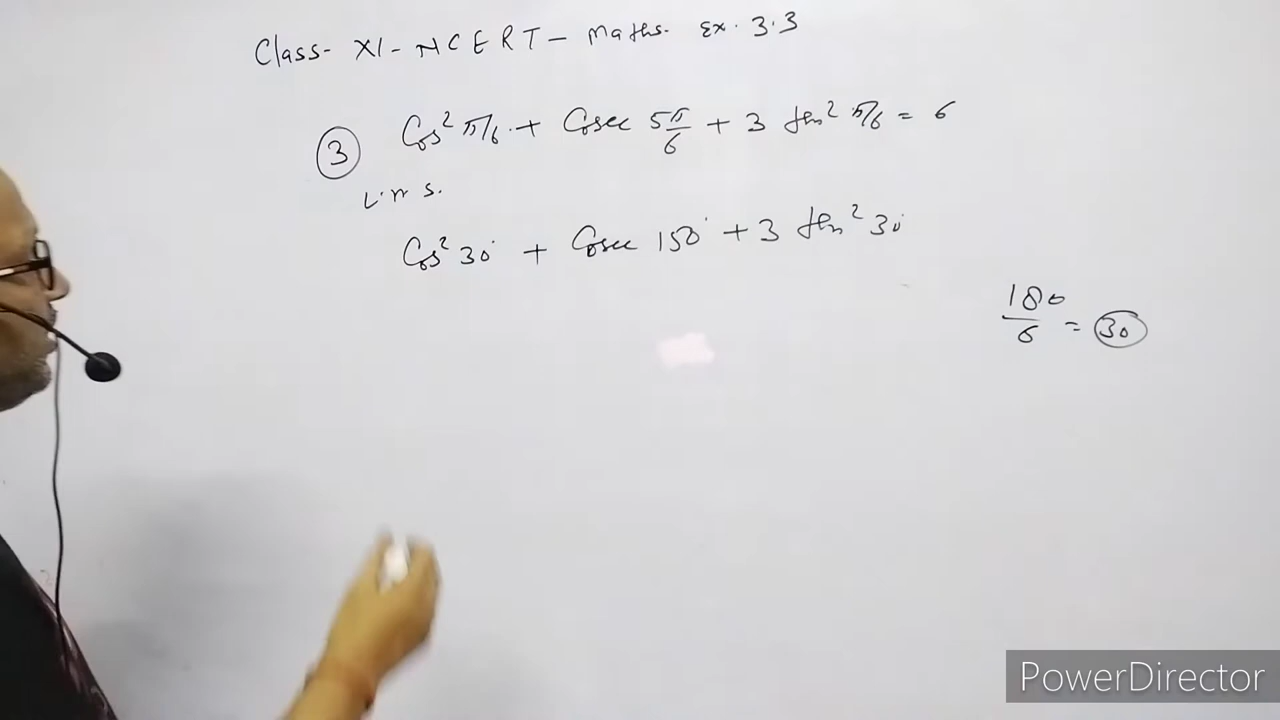 Class- XI - NCERT - Maths. Ex. 3.3
③ Cos² π/6 + Cosec 5π/6 + 3 tan² π/6 = 6
L.H.S.
Cos² 30° + Cosec 150° + 3 tan² 30°
180/6 = 30
PowerDirector